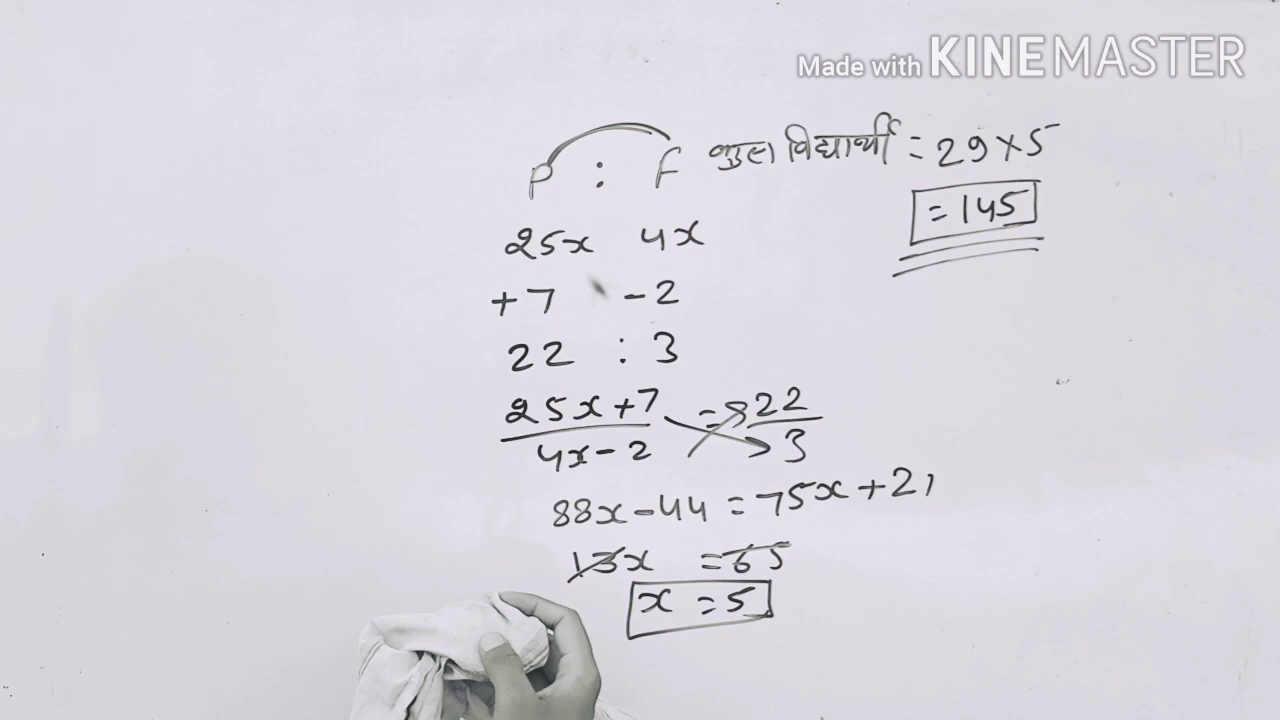 Made with KINEMASTER
P : F कुल विद्यार्थी = 29 x 5
= 145
25x 4x
+ 7 - 2
22 : 3
25x + 7 = 22
4x - 2 3
88x - 44 = 75x + 21
13x = 65
x = 5